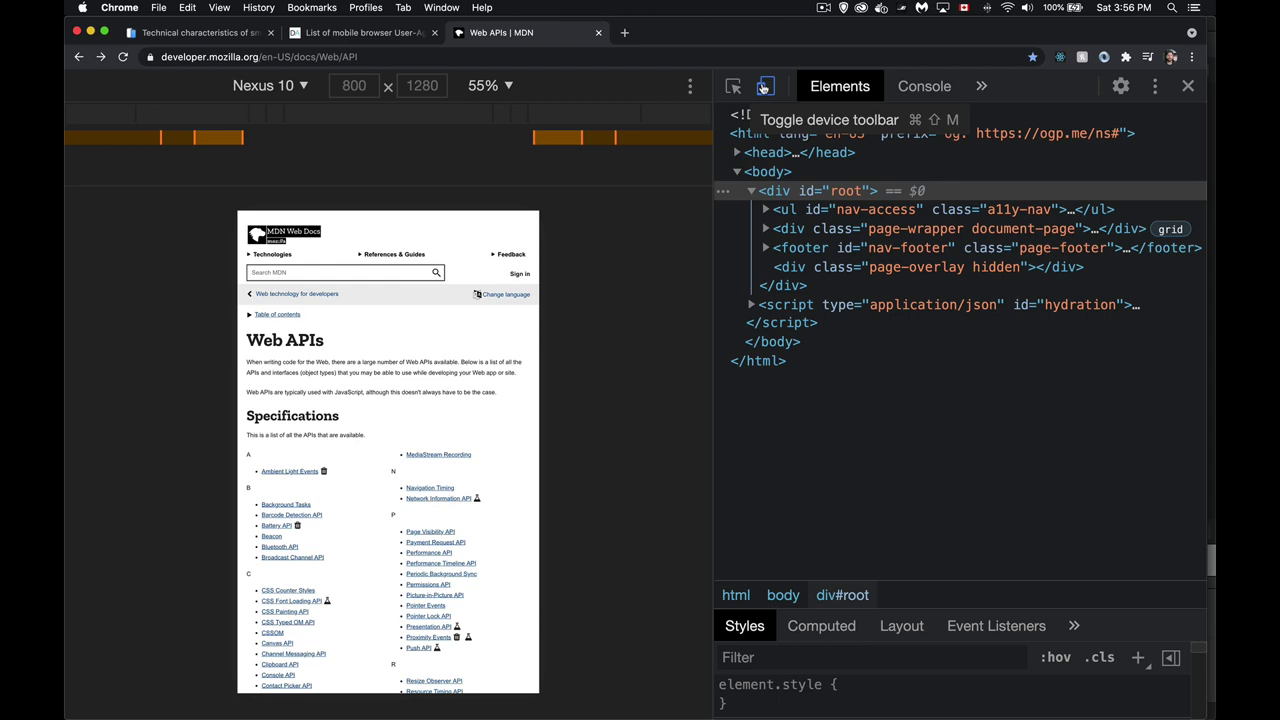 Chrome File Edit View History Bookmarks Profiles Tab Window Help 100% Sat 3:56 PM
Technical characteristics of sm × List of mobile browser User-Ag × Web APIs | MDN × +
developer.mozilla.org/en-US/docs/Web/API
Nexus 10 ▼ 800 × 1280 55% ▼
Elements Console »
Toggle device toolbar ⌘ ⇧ M
<html lang="en-US" prefix="og: https://ogp.me/ns#">
<head>…</head>
<body>
<div id="root"> == $0
<ul id="nav-access" class="a11y-nav">…</ul>
<div class="page-wrapper document-page">…</div> grid
<footer id="nav-footer" class="page-footer">…</footer>
<div class="page-overlay hidden"></div>
</div>
<script type="application/json" id="hydration">…
</script>
</body>
</html>
html body div#root
Styles Computed Layout Event Listeners »
Filter :hov .cls +
element.style {
}
MDN Web Docs
mozilla
Technologies References & Guides Feedback
Search MDN Sign in
Web technology for developers Change language
Table of contents
Web APIs
When writing code for the Web, there are a large number of Web APIs available. Below is a list of all the
APIs and interfaces (object types) that you may be able to use while developing your Web app or site.
Web APIs are typically used with JavaScript, although this doesn't always have to be the case.
Specifications
This is a list of all the APIs that are available.
A
Ambient Light Events
B
Background Tasks
Barcode Detection API
Battery API
Beacon
Bluetooth API
Broadcast Channel API
C
CSS Counter Styles
CSS Font Loading API
CSS Painting API
CSS Typed OM API
CSSOM
Canvas API
Channel Messaging API
Clipboard API
Console API
Contact Picker API
MediaStream Recording
N
Navigation Timing
Network Information API
P
Page Visibility API
Payment Request API
Performance API
Performance Timeline API
Periodic Background Sync
Permissions API
Picture-in-Picture API
Pointer Events
Pointer Lock API
Presentation API
Proximity Events
Push API
R
Resize Observer API
Resource Timing API